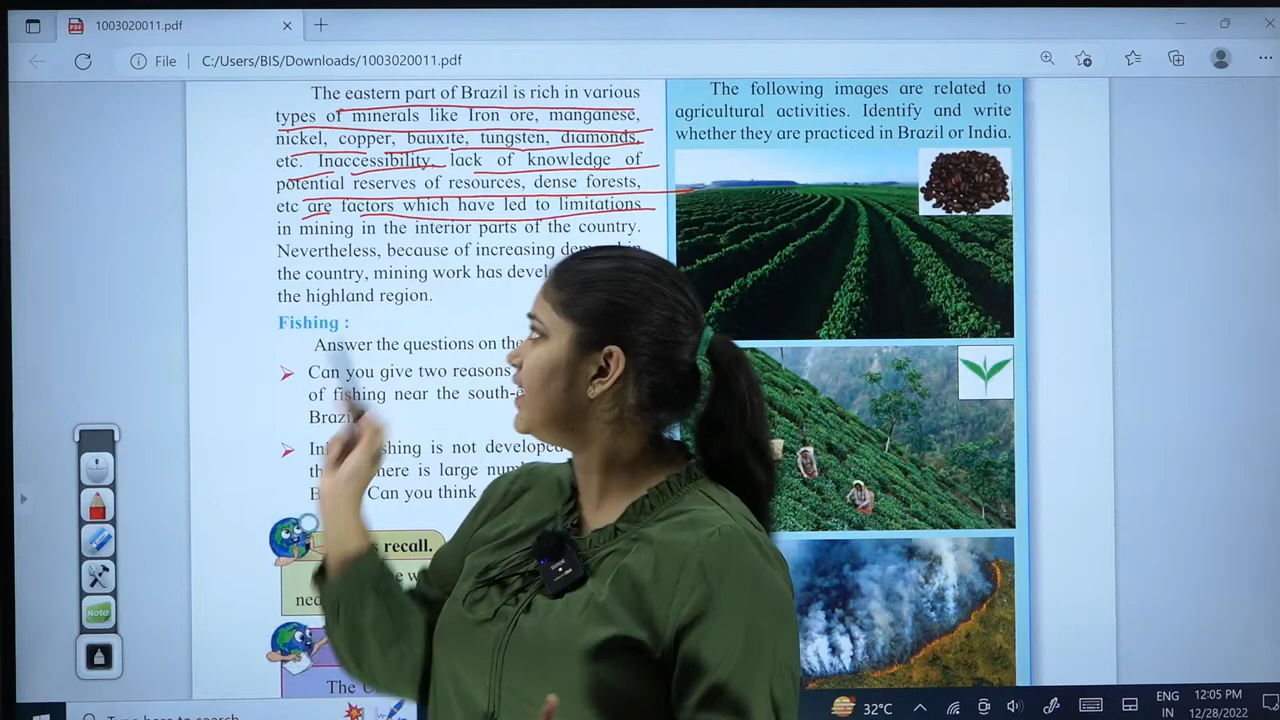 1003020011.pdf
File
C:/Users/BIS/Downloads/1003020011.pdf
The eastern part of Brazil is rich in various
types of minerals like Iron ore, manganese,
nickel, copper, bauxite, tungsten, diamonds,
etc. Inaccessibility, lack of knowledge of
potential reserves of resources, dense forests,
etc are factors which have led to limitations
in mining in the interior parts of the country.
Nevertheless, because of increasing in
the country, mining work has
the highland region.
Fishing :
Answer the questions on the
Can you give two reasons
of fishing near the
is not developed
there is large
Can you think
recall.
The
The following images are related to
agricultural activities. Identify and write
whether they are practiced in Brazil or India.
Note
Type here to search
32°C
ENG
IN
12:05 PM
12/28/2022